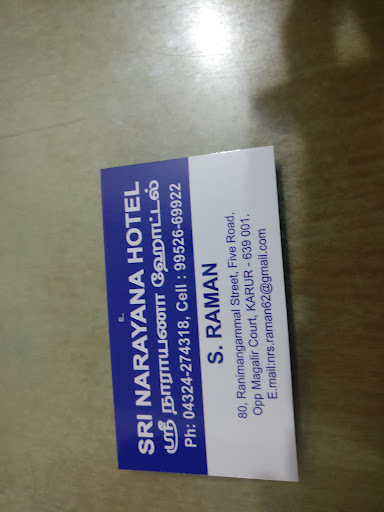 உ
SRI NARAYANA HOTEL
ஸ்ரீ நாராயணா ஹோட்டல்
Ph: 04324-274318, Cell : 99526-69922
S. RAMAN
80, Ranimangammal Street, Five Road,
Opp Magalir Court, KARUR - 639 001.
E.mail:nrs.raman62@gmail.com